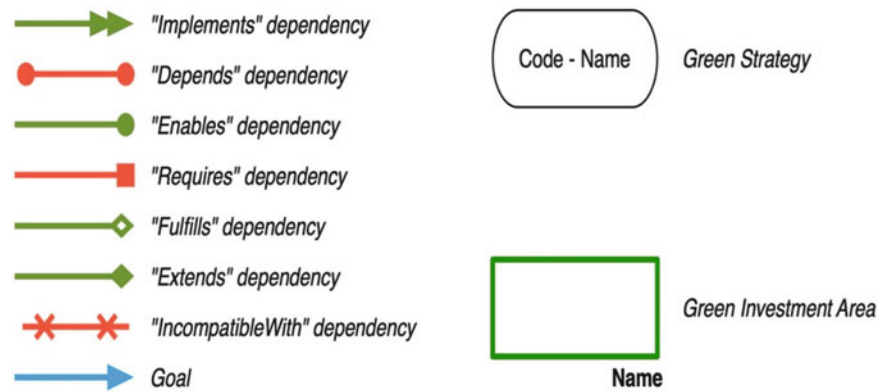 "Implements" dependency
"Depends" dependency
"Enables" dependency
"Requires" dependency
"Fulfills" dependency
"Extends" dependency
"IncompatibleWith" dependency
Goal
Code - Name
Green Strategy
Green Investment Area
Name